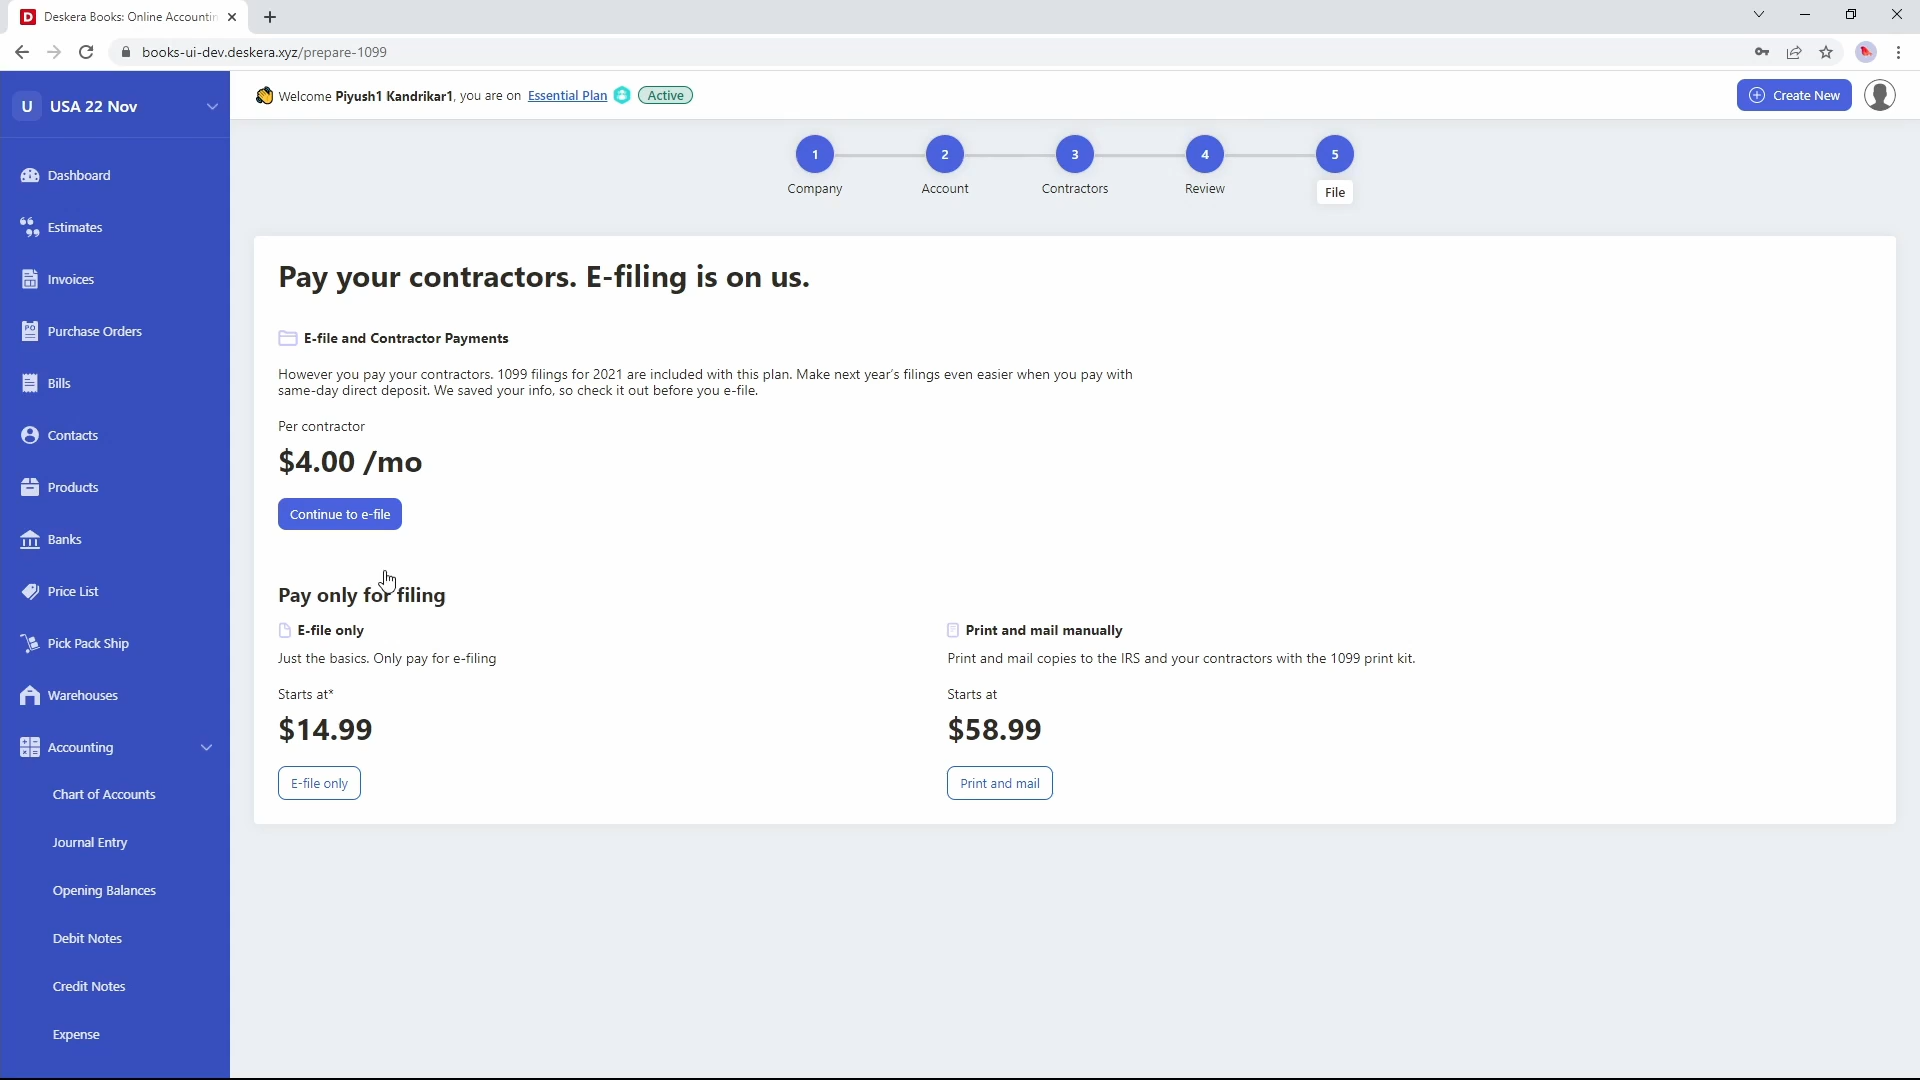 Deskera Books: Online Accountin
books-ui-dev.deskera.xyz/prepare-1099
U USA 22 Nov
Welcome Piyush1 Kandrikar1, you are on Essential Plan Active
Create New
1 2 3 4 5
Company Account Contractors Review File
Dashboard
Estimates
Invoices
Purchase Orders
Bills
Contacts
Products
Banks
Price List
Pick Pack Ship
Warehouses
Accounting
Chart of Accounts
Journal Entry
Opening Balances
Debit Notes
Credit Notes
Expense
Pay your contractors. E-filing is on us.
E-file and Contractor Payments
However you pay your contractors. 1099 filings for 2021 are included with this plan. Make next year's filings even easier when you pay with
same-day direct deposit. We saved your info, so check it out before you e-file.
Per contractor
$4.00 /mo
Continue to e-file
Pay only for filing
E-file only
Just the basics. Only pay for e-filing
Starts at*
$14.99
E-file only
Print and mail manually
Print and mail copies to the IRS and your contractors with the 1099 print kit.
Starts at
$58.99
Print and mail